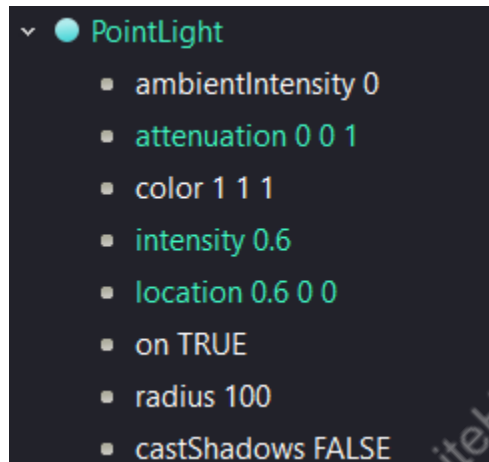 PointLight
ambientIntensity 0
attenuation 0 0 1
color 1 1 1
intensity 0.6
location 0.6 0 0
on TRUE
radius 100
castShadows FALSE